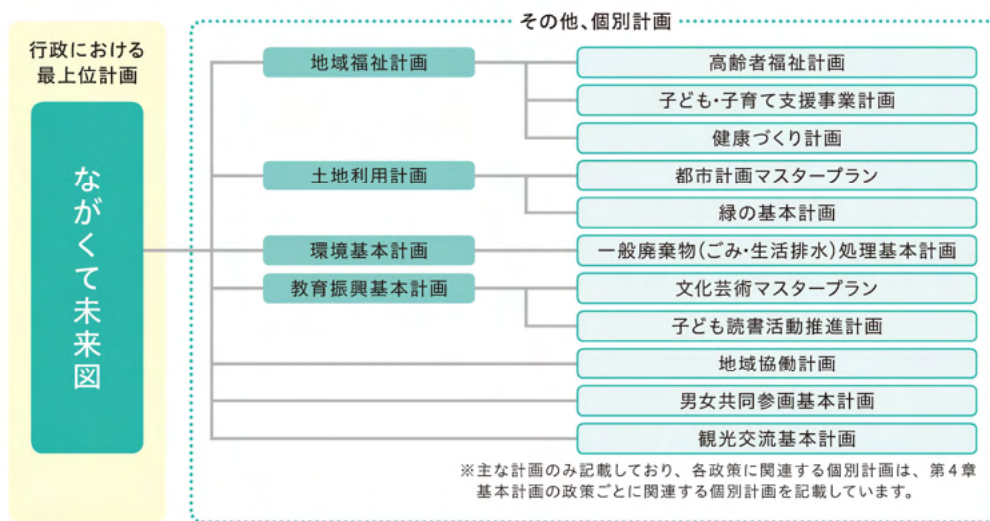 その他、個別計画
行政における
最上位計画
ながくて未来図
地域福祉計画
高齢者福祉計画
子ども・子育て支援事業計画
健康づくり計画
土地利用計画
都市計画マスタープラン
緑の基本計画
環境基本計画
一般廃棄物(ごみ・生活排水)処理基本計画
教育振興基本計画
文化芸術マスタープラン
子ども読書活動推進計画
地域協働計画
男女共同参画基本計画
観光交流基本計画
※主な計画のみ記載しており、各政策に関連する個別計画は、第4章
基本計画の政策ごとに関連する個別計画を記載しています。